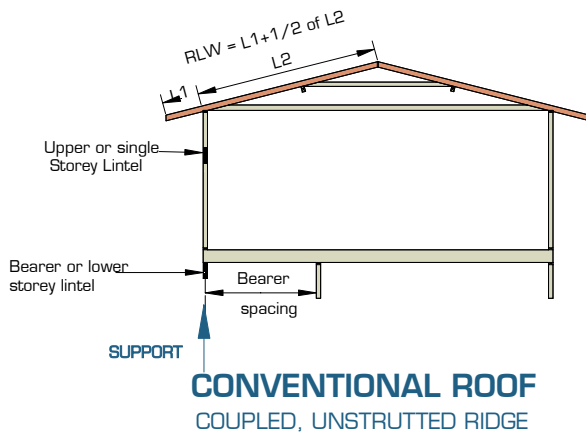 RLW = L1+1/2 of L2
L2
L1
Upper or single
Storey Lintel
Bearer or lower
storey lintel
Bearer
spacing
SUPPORT
CONVENTIONAL ROOF
COUPLED, UNSTRUTTED RIDGE